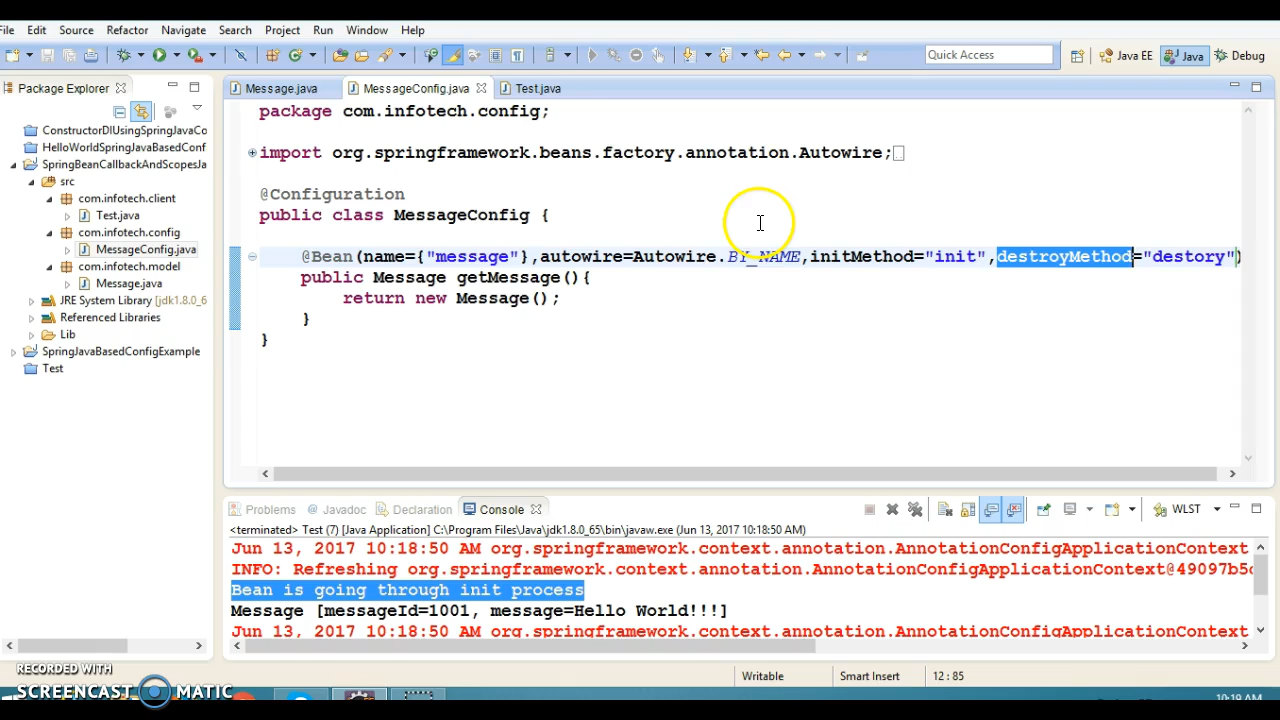 File Edit Source Refactor Navigate Search Project Run Window Help
Quick Access Java EE Java Debug
Package Explorer Message.java MessageConfig.java Test.java
ConstructorDIUsingSpringJavaCo
HelloWorldSpringJavaBasedConf
SpringBeanCallbackAndScopesJa
src
com.infotech.client
Test.java
com.infotech.config
MessageConfig.java
com.infotech.model
Message.java
JRE System Library [jdk1.8.0_6
Referenced Libraries
Lib
SpringJavaBasedConfigExample
Test
package com.infotech.config;
import org.springframework.beans.factory.annotation.Autowire;
@Configuration
public class MessageConfig {
@Bean(name={"message"},autowire=Autowire.BY_NAME,initMethod="init",destroyMethod="destory")
public Message getMessage(){
return new Message();
}
}
Problems Javadoc Declaration Console WLST
<terminated> Test (7) [Java Application] C:\Program Files\Java\jdk1.8.0_65\bin\javaw.exe (Jun 13, 2017 10:18:50 AM)
Jun 13, 2017 10:18:50 AM org.springframework.context.annotation.AnnotationConfigApplicationContext
INFO: Refreshing org.springframework.context.annotation.AnnotationConfigApplicationContext@49097b5d
Bean is going through init process
Message [messageId=1001, message=Hello World!!!]
Jun 13, 2017 10:18:50 AM org.springframework.context.annotation.AnnotationConfigApplicationContext
Writable Smart Insert 12 : 85
RECORDED WITH
SCREENCAST MATIC
10:19 AM